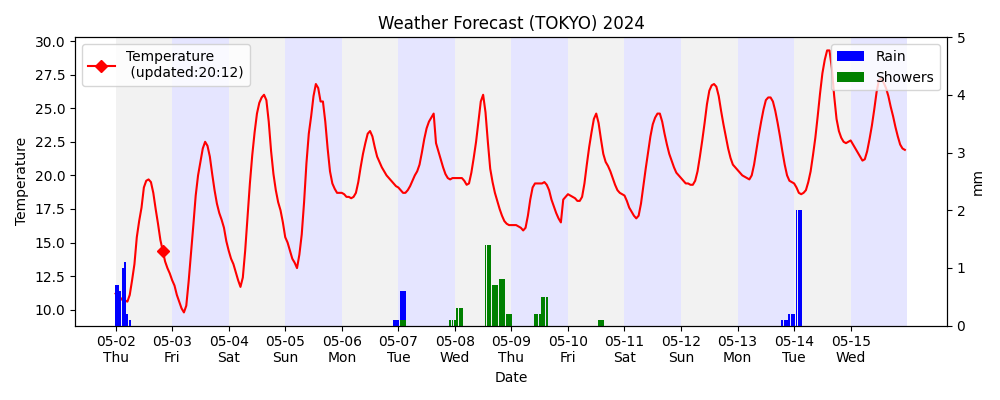 Weather Forecast (TOKYO) 2024
Temperature
(updated:20:12)
Rain
Showers
Temperature
30.0
27.5
25.0
22.5
20.0
17.5
15.0
12.5
10.0
5
4
3
2
1
0
mm
05-02 05-03 05-04 05-05 05-06 05-07 05-08 05-09 05-10 05-11 05-12 05-13 05-14 05-15
Thu Fri Sat Sun Mon Tue Wed Thu Fri Sat Sun Mon Tue Wed
Date